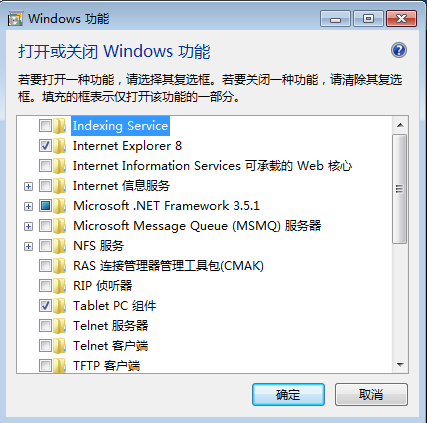 Windows 功能
打开或关闭 Windows 功能
若要打开一种功能，请选择其复选框。若要关闭一种功能，请清除其复选
框。填充的框表示仅打开该功能的一部分。
Indexing Service
Internet Explorer 8
Internet Information Services 可承载的 Web 核心
Internet 信息服务
Microsoft .NET Framework 3.5.1
Microsoft Message Queue (MSMQ) 服务器
NFS 服务
RAS 连接管理器管理工具包(CMAK)
RIP 侦听器
Tablet PC 组件
Telnet 服务器
Telnet 客户端
TFTP 客户端
确定
取消